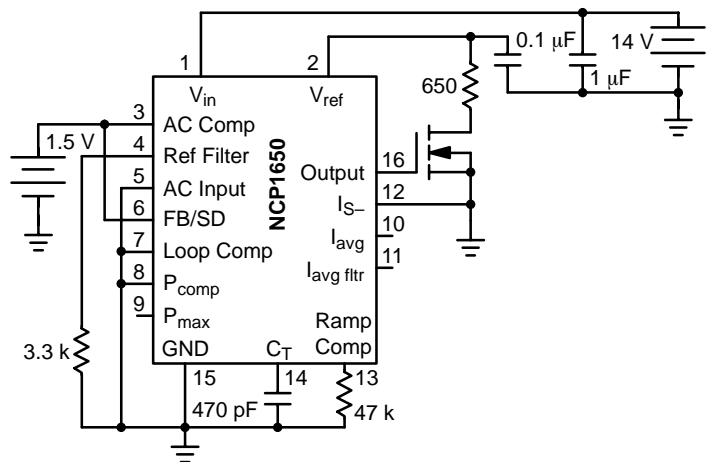 0.1 μF
14 V
1 μF
1
2
V_in
V_ref
650
3
AC Comp
1.5 V
4
Ref Filter
5
AC Input
6
FB/SD
7
Loop Comp
8
P_comp
9
P_max
NCP1650
Output
16
I_S–
12
I_avg
10
I_avg fltr
11
Ramp
Comp
3.3 k
GND
C_T
15
14
13
470 pF
47 k